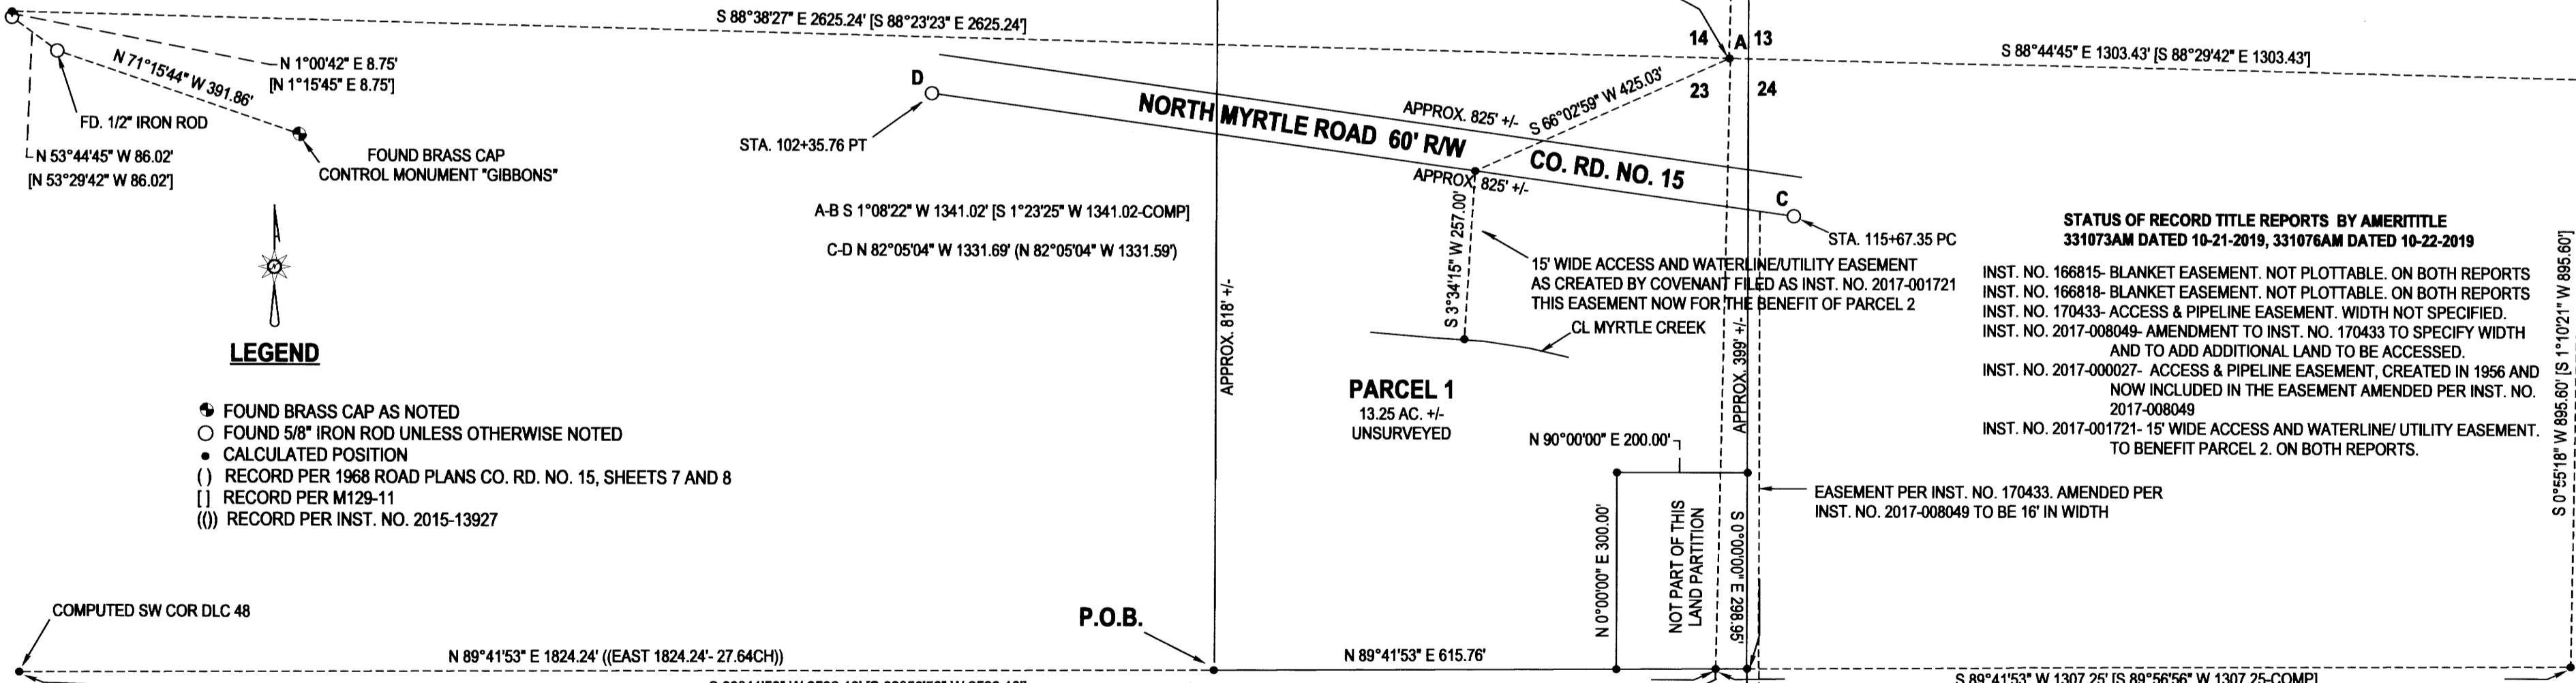 S 88°38'27" E 2625.24' [S 88°23'23" E 2625.24']
14 A 13
23 24
S 88°44'45" E 1303.43' [S 88°29'42" E 1303.43']
N 1°00'42" E 8.75'
[N 1°15'45" E 8.75']
N 71°15'44" W 391.86'
FD. 1/2" IRON ROD
N 53°44'45" W 86.02'
[N 53°29'42" W 86.02']
FOUND BRASS CAP
CONTROL MONUMENT "GIBBONS"
D
STA. 102+35.76 PT
APPROX. 825' +/-
S 66°02'59" W 425.03'
NORTH MYRTLE ROAD 60' R/W
CO. RD. NO. 15
APPROX. 825' +/-
C
STA. 115+67.35 PC
A-B S 1°08'22" W 1341.02' [S 1°23'25" W 1341.02-COMP]
C-D N 82°05'04" W 1331.69' (N 82°05'04" W 1331.59')
APPROX. 818' +/-
S 3°34'15" W 257.00'
15' WIDE ACCESS AND WATERLINE/UTILITY EASEMENT
AS CREATED BY COVENANT FILED AS INST. NO. 2017-001721
THIS EASEMENT NOW FOR THE BENEFIT OF PARCEL 2
CL MYRTLE CREEK
APPROX. 399' +/-
STATUS OF RECORD TITLE REPORTS BY AMERITITLE
331073AM DATED 10-21-2019, 331076AM DATED 10-22-2019
INST. NO. 166815- BLANKET EASEMENT. NOT PLOTTABLE. ON BOTH REPORTS
INST. NO. 166818- BLANKET EASEMENT. NOT PLOTTABLE. ON BOTH REPORTS
INST. NO. 170433- ACCESS & PIPELINE EASEMENT. WIDTH NOT SPECIFIED.
INST. NO. 2017-008049- AMENDMENT TO INST. NO. 170433 TO SPECIFY WIDTH
AND TO ADD ADDITIONAL LAND TO BE ACCESSED.
INST. NO. 2017-000027- ACCESS & PIPELINE EASEMENT, CREATED IN 1956 AND
NOW INCLUDED IN THE EASEMENT AMENDED PER INST. NO.
2017-008049
INST. NO. 2017-001721- 15' WIDE ACCESS AND WATERLINE/ UTILITY EASEMENT.
TO BENEFIT PARCEL 2. ON BOTH REPORTS.
S 0°55'18" W 895.60' [S 1°10'21" W 895.60']
LEGEND
FOUND BRASS CAP AS NOTED
FOUND 5/8" IRON ROD UNLESS OTHERWISE NOTED
CALCULATED POSITION
( ) RECORD PER 1968 ROAD PLANS CO. RD. NO. 15, SHEETS 7 AND 8
[ ] RECORD PER M129-11
(()) RECORD PER INST. NO. 2015-13927
PARCEL 1
13.25 AC. +/-
UNSURVEYED
N 90°00'00" E 200.00'
N 0°00'00" E 300.00'
NOT PART OF THIS
LAND PARTITION
S 0°00'00" E 298.95'
EASEMENT PER INST. NO. 170433. AMENDED PER
INST. NO. 2017-008049 TO BE 16' IN WIDTH
COMPUTED SW COR DLC 48
P.O.B.
N 89°41'53" E 1824.24' ((EAST 1824.24'- 27.64CH))
N 89°41'53" E 615.76'
S 89°41'53" W 1307.25' [S 89°56'56" W 1307.25-COMP]